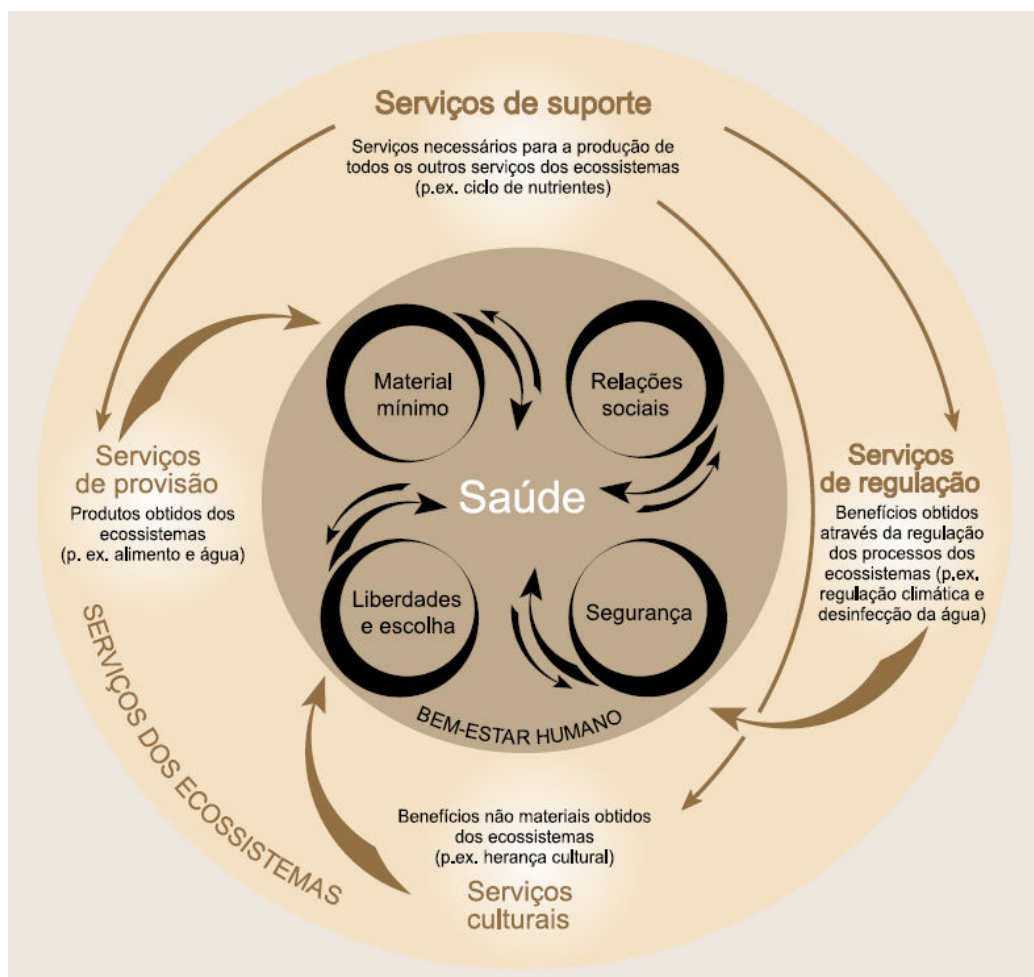 Serviços de suporte
Serviços necessários para a produção de
todos os outros serviços dos ecossistemas
(p.ex. ciclo de nutrientes)
Material
mínimo
Relações
sociais
Serviços
de provisão
Produtos obtidos dos
ecossistemas
(p. ex. alimento e água)
Saúde
Serviços
de regulação
Benefícios obtidos
através da regulação
dos processos dos
ecossistemas (p.ex.
regulação climática e
desinfecção da água)
Liberdades
e escolha
Segurança
BEM-ESTAR HUMANO
SERVIÇOS DOS ECOSSISTEMAS
Benefícios não materiais obtidos
dos ecossistemas
(p.ex. herança cultural)
Serviços
culturais